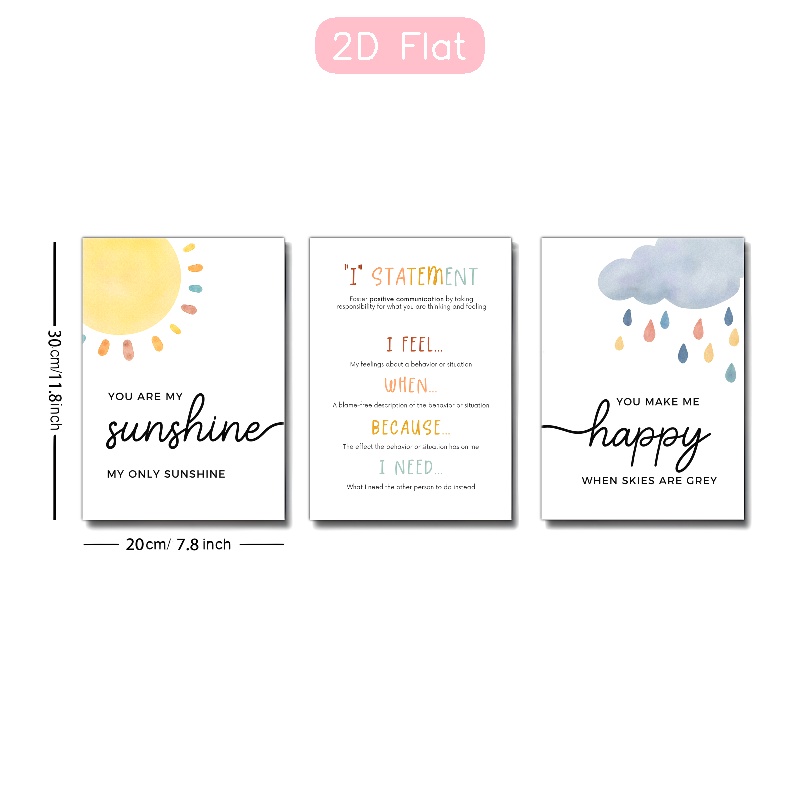 2D Flat
30cm/11.8inch
20cm/ 7.8 inch
YOU ARE MY
sunshine
MY ONLY SUNSHINE
"I" STATEMENT
Foster positive communication by taking
responsibility for what you are thinking and feeling
I FEEL...
My feelings about a behavior or situation
WHEN...
A blame-free description of the behavior or situation
BECAUSE...
The effect the behavior or situation has on me
I NEED...
What I need the other person to do instead
YOU MAKE ME
happy
WHEN SKIES ARE GREY